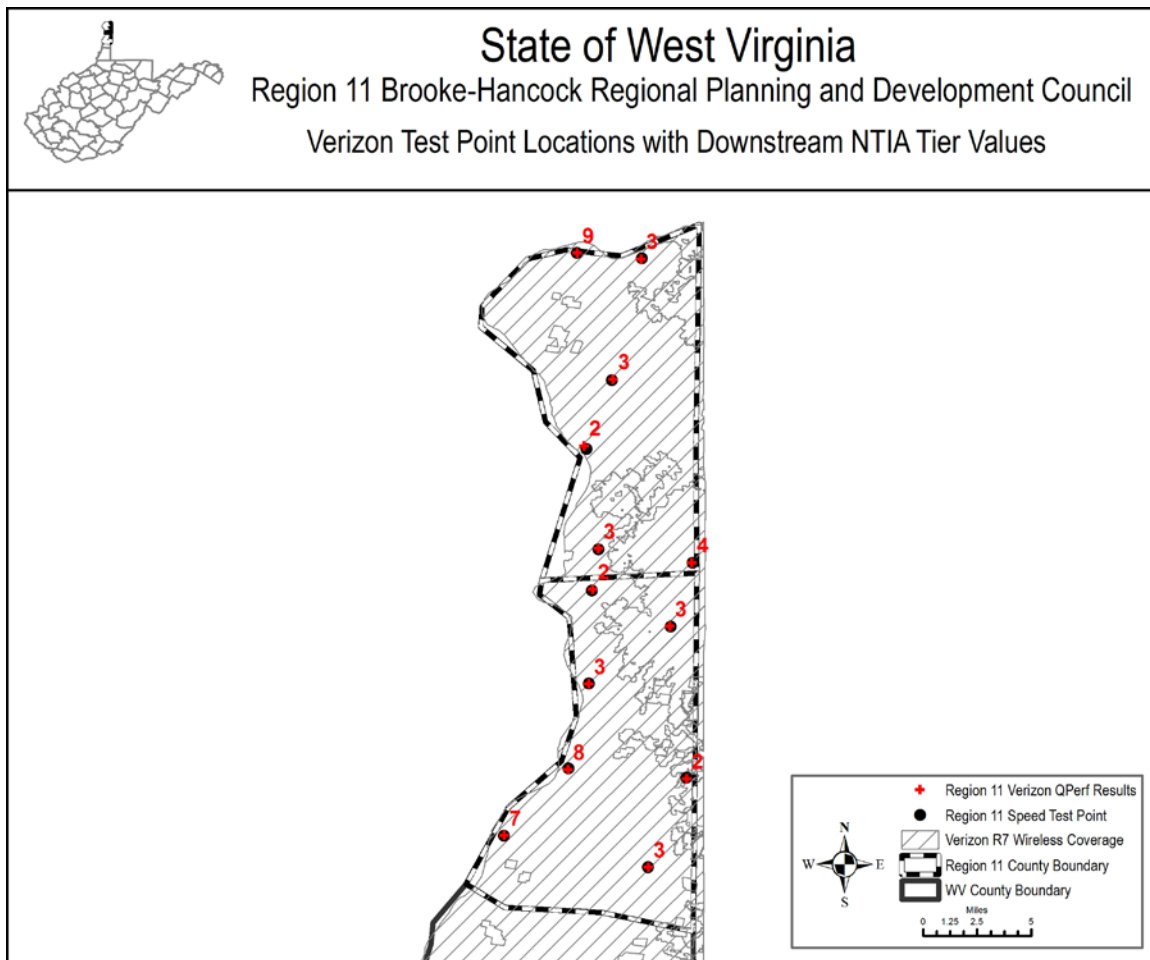 State of West Virginia
Region 11 Brooke-Hancock Regional Planning and Development Council
Verizon Test Point Locations with Downstream NTIA Tier Values
9
3
3
2
3
4
2
3
3
8
2
7
3
Region 11 Verizon QPerf Results
Region 11 Speed Test Point
Verizon R7 Wireless Coverage
Region 11 County Boundary
WV County Boundary
N
W
E
S
Miles
0 1.25 2.5 5